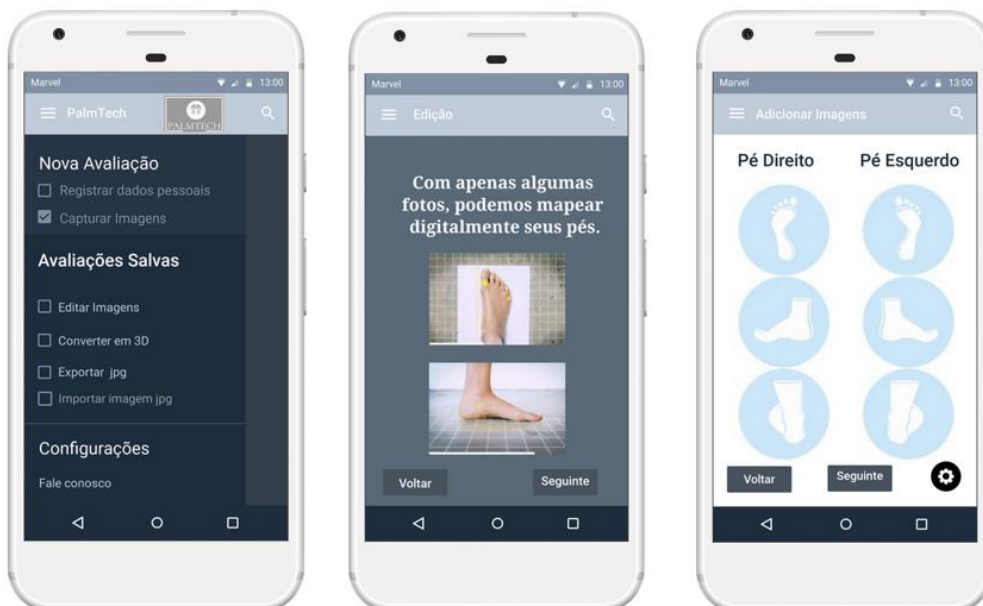 Marvel
13:00
PalmTech
PALMTECH
Nova Avaliação
Registrar dados pessoais
Capturar Imagens
Avaliações Salvas
Editar Imagens
Converter em 3D
Exportar jpg
Importar imagem jpg
Configurações
Fale conosco
Marvel
13:00
Edição
Com apenas algumas
fotos, podemos mapear
digitalmente seus pés.
Voltar
Seguinte
Marvel
13:00
Adicionar Imagens
Pé Direito
Pé Esquerdo
Voltar
Seguinte